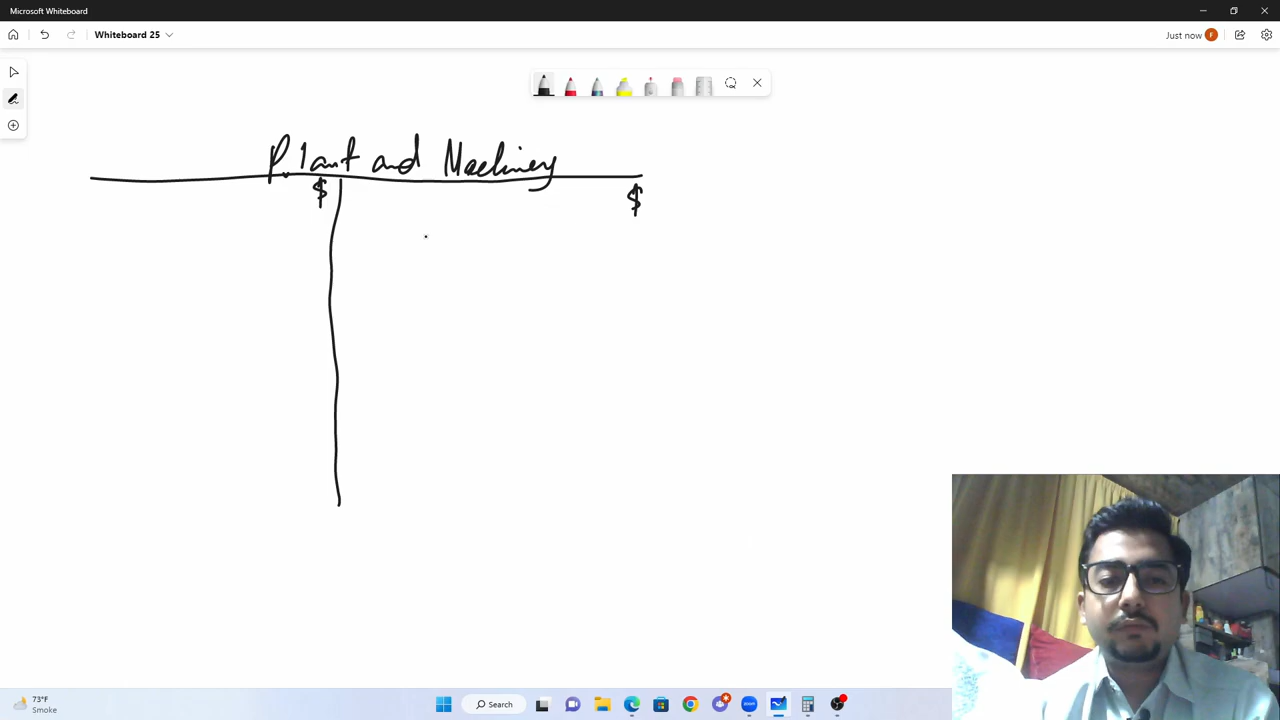 Microsoft Whiteboard
Whiteboard 25
Just now F
Plant and Machinery
$ $
73°F
Smoke
Search